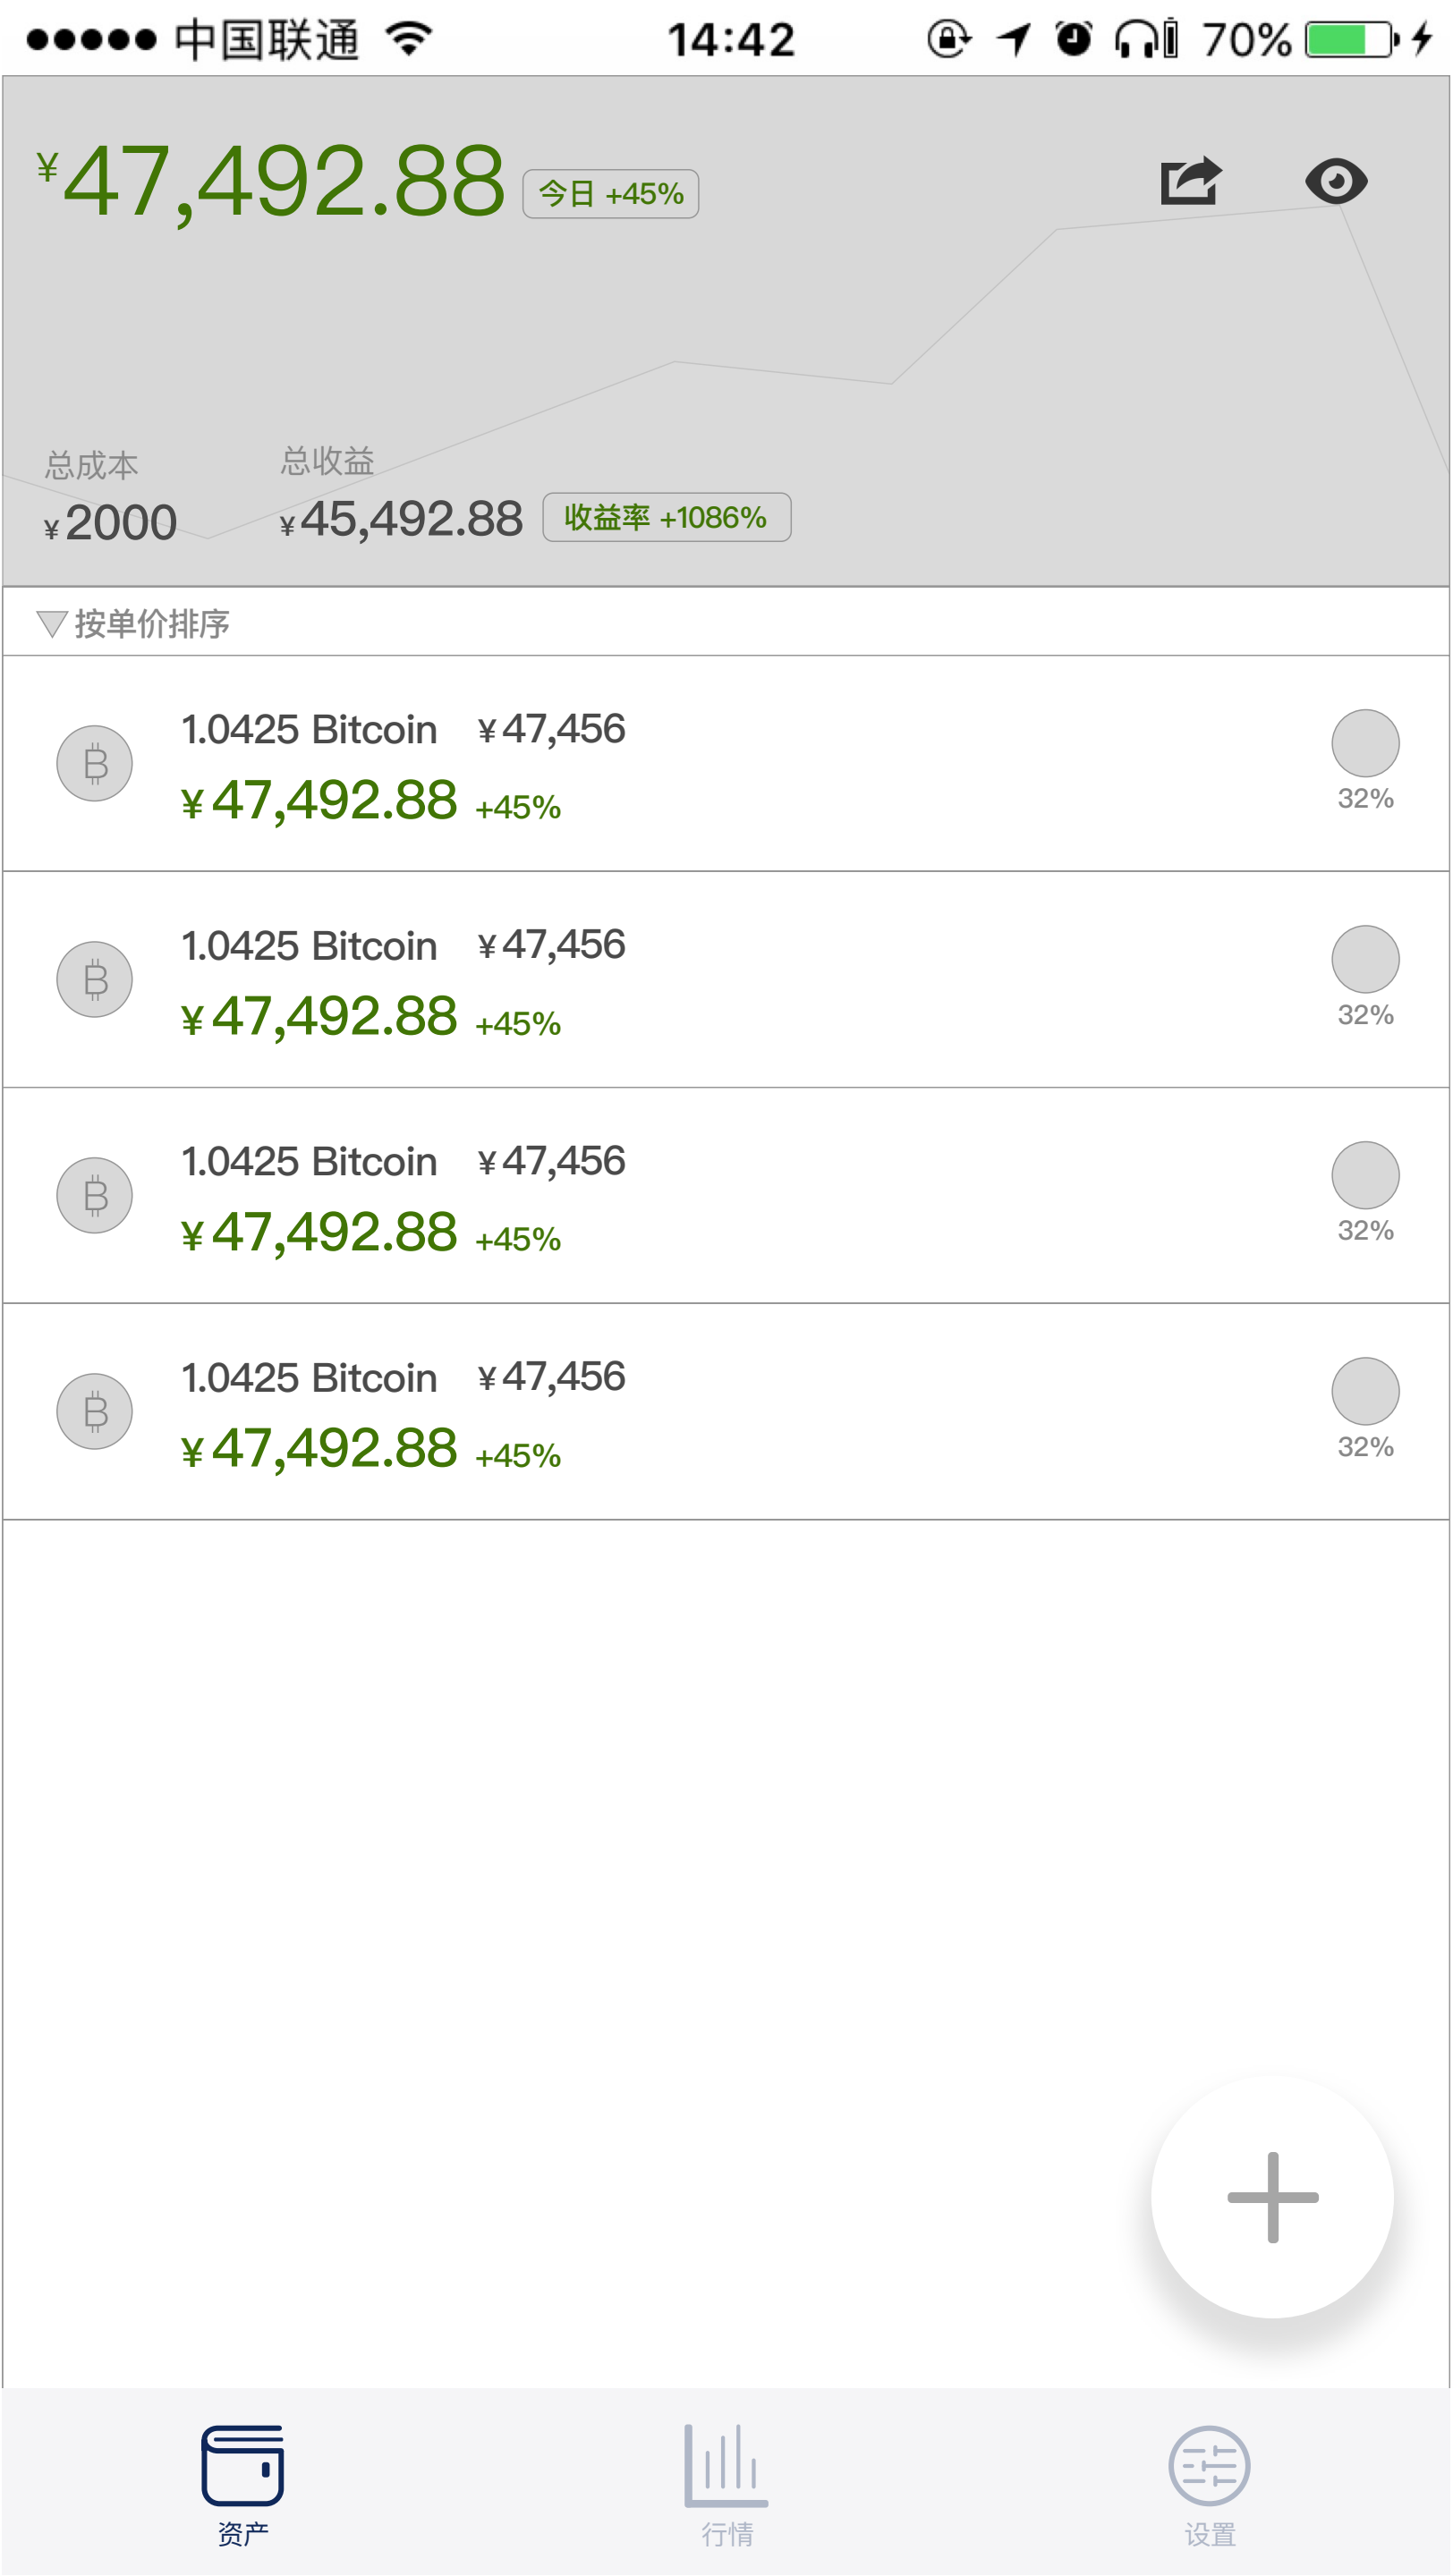 中国联通 14:42 70%
¥47,492.88 今日 +45%
总成本 总收益
¥2000 ¥45,492.88 收益率 +1086%
按单价排序
1.0425 Bitcoin ¥47,456
¥47,492.88 +45%
32%
1.0425 Bitcoin ¥47,456
¥47,492.88 +45%
32%
1.0425 Bitcoin ¥47,456
¥47,492.88 +45%
32%
1.0425 Bitcoin ¥47,456
¥47,492.88 +45%
32%
资产 行情 设置